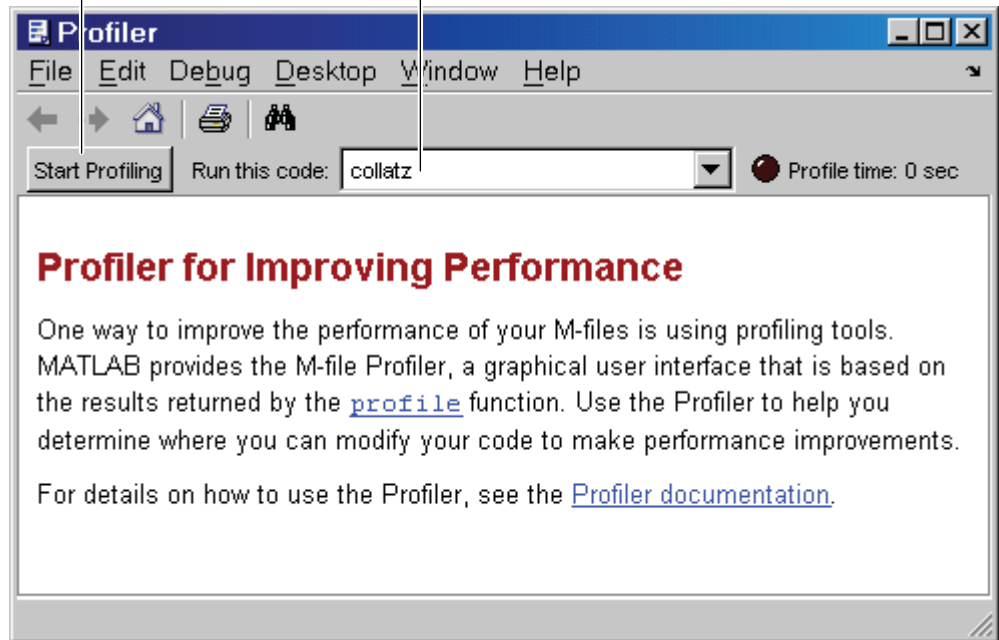 Profiler
File Edit Debug Desktop Window Help
Start Profiling Run this code: collatz Profile time: 0 sec
Profiler for Improving Performance
One way to improve the performance of your M-files is using profiling tools.
MATLAB provides the M-file Profiler, a graphical user interface that is based on
the results returned by the profile function. Use the Profiler to help you
determine where you can modify your code to make performance improvements.
For details on how to use the Profiler, see the Profiler documentation.